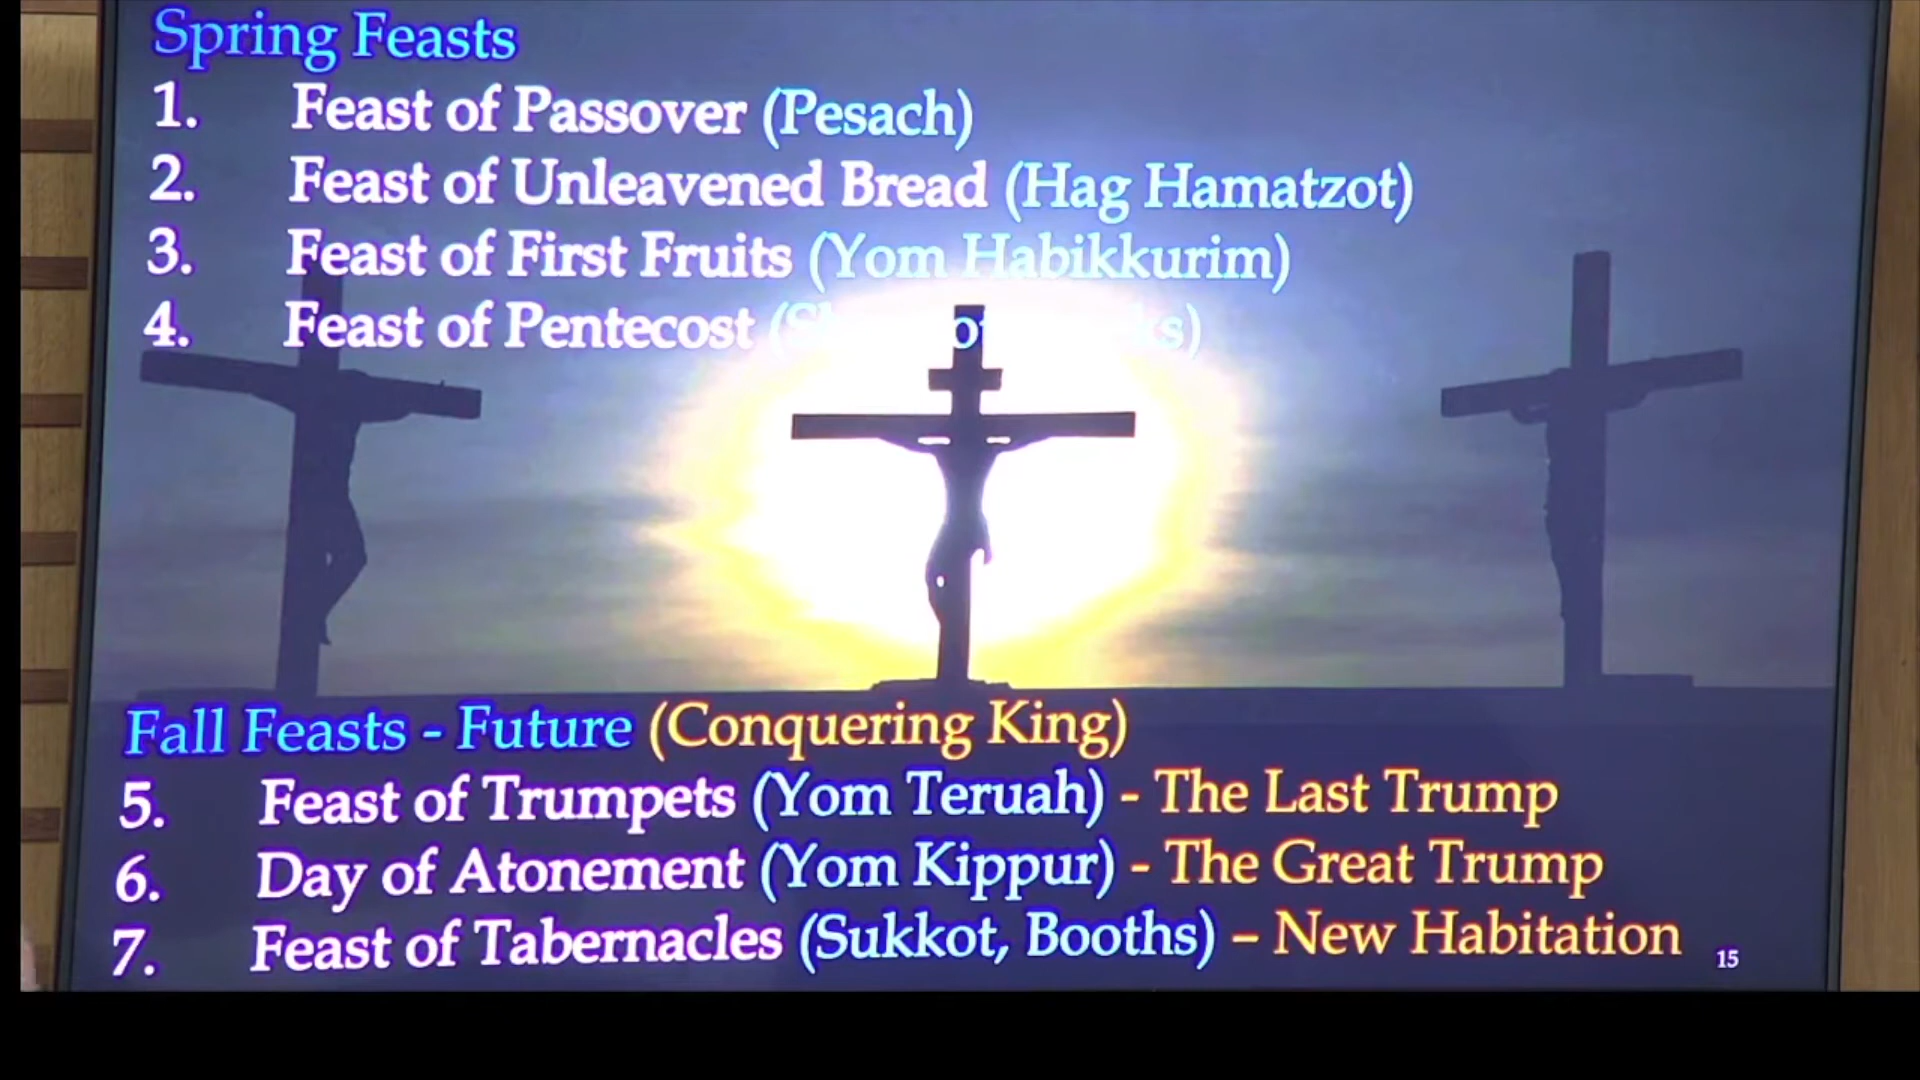 Spring Feasts
1. Feast of Passover (Pesach)
2. Feast of Unleavened Bread (Hag Hamatzot)
3. Feast of First Fruits (Yom Habikkurim)
4. Feast of Pentecost
Fall Feasts - Future (Conquering King)
5. Feast of Trumpets (Yom Teruah) - The Last Trump
6. Day of Atonement (Yom Kippur) - The Great Trump
7. Feast of Tabernacles (Sukkot, Booths) – New Habitation
15